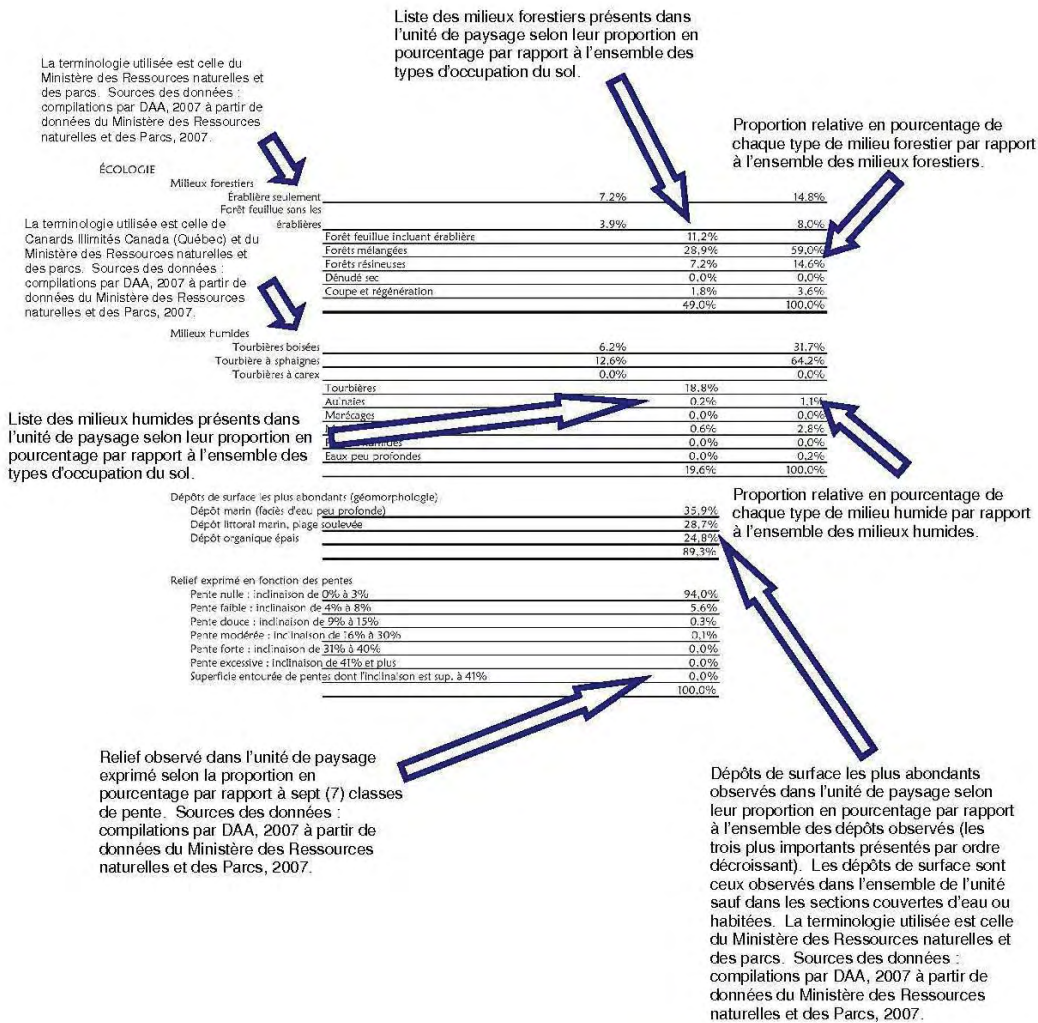 Liste des milieux forestiers présents dans
l'unité de paysage selon leur proportion en
pourcentage par rapport à l'ensemble des
types d'occupation du sol.
La terminologie utilisée est celle du
Ministère des Ressources naturelles et
des parcs. Sources des données :
compilations par DAA, 2007 à partir de
données du Ministère des Ressources
naturelles et des Parcs, 2007.
Proportion relative en pourcentage de
chaque type de milieu forestier par rapport
à l'ensemble des milieux forestiers.
ÉCOLOGIE
Milieux forestiers
Érablière seulement 7.2% 14.8%
Forêt feuillue sans les
érablières 3.9% 8.0%
La terminologie utilisée est celle de
Canards Illimités Canada (Québec) et du
Ministère des Ressources naturelles et
des parcs. Sources des données :
compilations par DAA, 2007 à partir de
données du Ministère des Ressources
naturelles et des Parcs, 2007.
Forêt feuillue incluant érablière 11.2%
Forêts mélangées 28.9% 59.0%
Forêts résineuses 7.2% 14.6%
Dénudé sec 0.0% 0.0%
Coupe et régénération 1.8% 3.6%
49.0% 100.0%
Milieux humides
Tourbières boisées 6.2% 31.7%
Tourbière à sphaignes 12.6% 64.2%
Tourbières à carex 0.0% 0.0%
Tourbières 18.8%
Aulnaies 0.2% 1.1%
Marécages 0.0% 0.0%
0.6% 2.8%
0.0% 0.0%
Eaux peu profondes 0.0% 0.2%
19.6% 100.0%
Liste des milieux humides présents dans
l'unité de paysage selon leur proportion en
pourcentage par rapport à l'ensemble des
types d'occupation du sol.
Proportion relative en pourcentage de
chaque type de milieu humide par rapport
à l'ensemble des milieux humides.
Dépôts de surface les plus abondants (géomorphologie)
Dépôt marin (faciès d'eau peu profonde) 35.9%
Dépôt littoral marin, plage soulevée 28.7%
Dépôt organique épais 24.8%
89.3%
Relief exprimé en fonction des pentes
Pente nulle : inclinaison de 0% à 3% 94.0%
Pente faible : inclinaison de 4% à 8% 5.6%
Pente douce : inclinaison de 9% à 15% 0.3%
Pente modérée : inclinaison de 16% à 30% 0.1%
Pente forte : inclinaison de 31% à 40% 0.0%
Pente excessive : inclinaison de 41% et plus 0.0%
Superficie entourée de pentes dont l'inclinaison est sup. à 41% 0.0%
100.0%
Relief observé dans l'unité de paysage
exprimé selon la proportion en
pourcentage par rapport à sept (7) classes
de pente. Sources des données :
compilations par DAA, 2007 à partir de
données du Ministère des Ressources
naturelles et des Parcs, 2007.
Dépôts de surface les plus abondants
observés dans l'unité de paysage selon
leur proportion en pourcentage par rapport
à l'ensemble des dépôts observés (les
trois plus importants présentés par ordre
décroissant). Les dépôts de surface sont
ceux observés dans l'ensemble de l'unité
sauf dans les sections couvertes d'eau ou
habitées. La terminologie utilisée est celle
du Ministère des Ressources naturelles et
des parcs. Sources des données :
compilations par DAA, 2007 à partir de
données du Ministère des Ressources
naturelles et des Parcs, 2007.